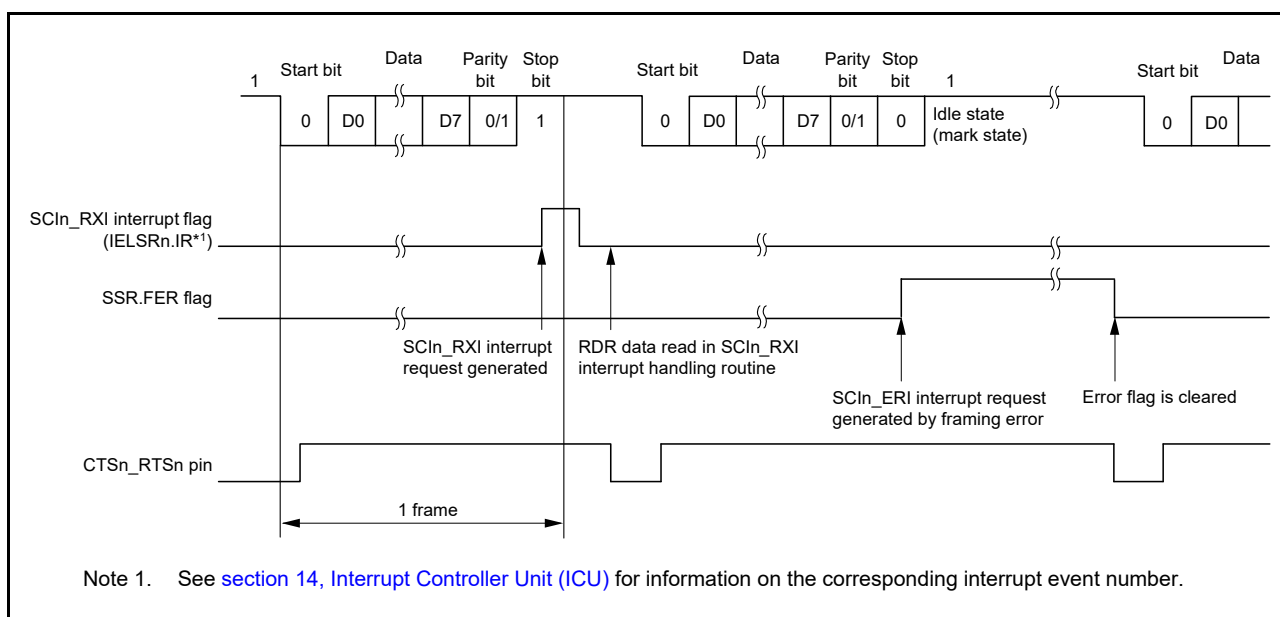 Data Parity Stop Data Parity Stop Data
1 Start bit bit bit Start bit bit bit 1 Start bit
0 D0 D7 0/1 1 0 D0 D7 0/1 0 Idle state 0 D0
(mark state)
SCIn_RXI interrupt flag
(IELSRn.IR*1)
SSR.FER flag
SCIn_RXI interrupt RDR data read in SCIn_RXI
request generated interrupt handling routine
SCIn_ERI interrupt request Error flag is cleared
generated by framing error
CTSn_RTSn pin
1 frame
Note 1. See section 14, Interrupt Controller Unit (ICU) for information on the corresponding interrupt event number.